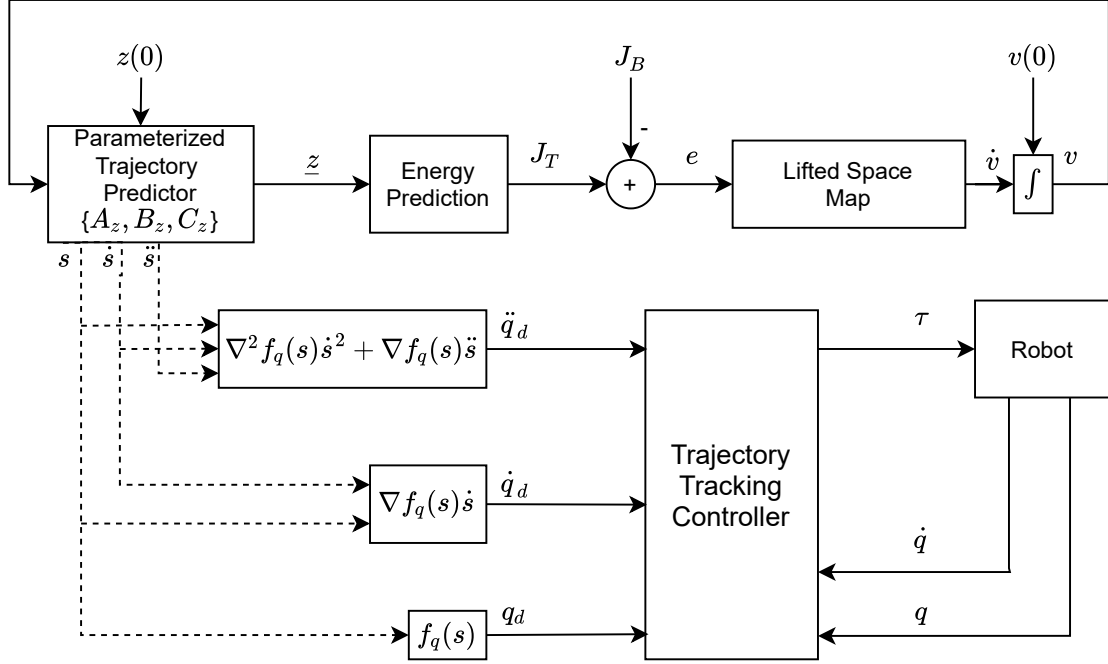 z(0)
J_B
v(0)
-
Parameterized
Trajectory
Predictor
{A_z, B_z, C_z}
z̲
Energy
Prediction
J_T
+
e
Lifted Space
Map
v̇
∫
v
s
ṡ
s̈
∇²f_q(s)ṡ² + ∇f_q(s)s̈
q̈_d
τ
Robot
Trajectory
Tracking
Controller
∇f_q(s)ṡ
q̇_d
q̇
f_q(s)
q_d
q